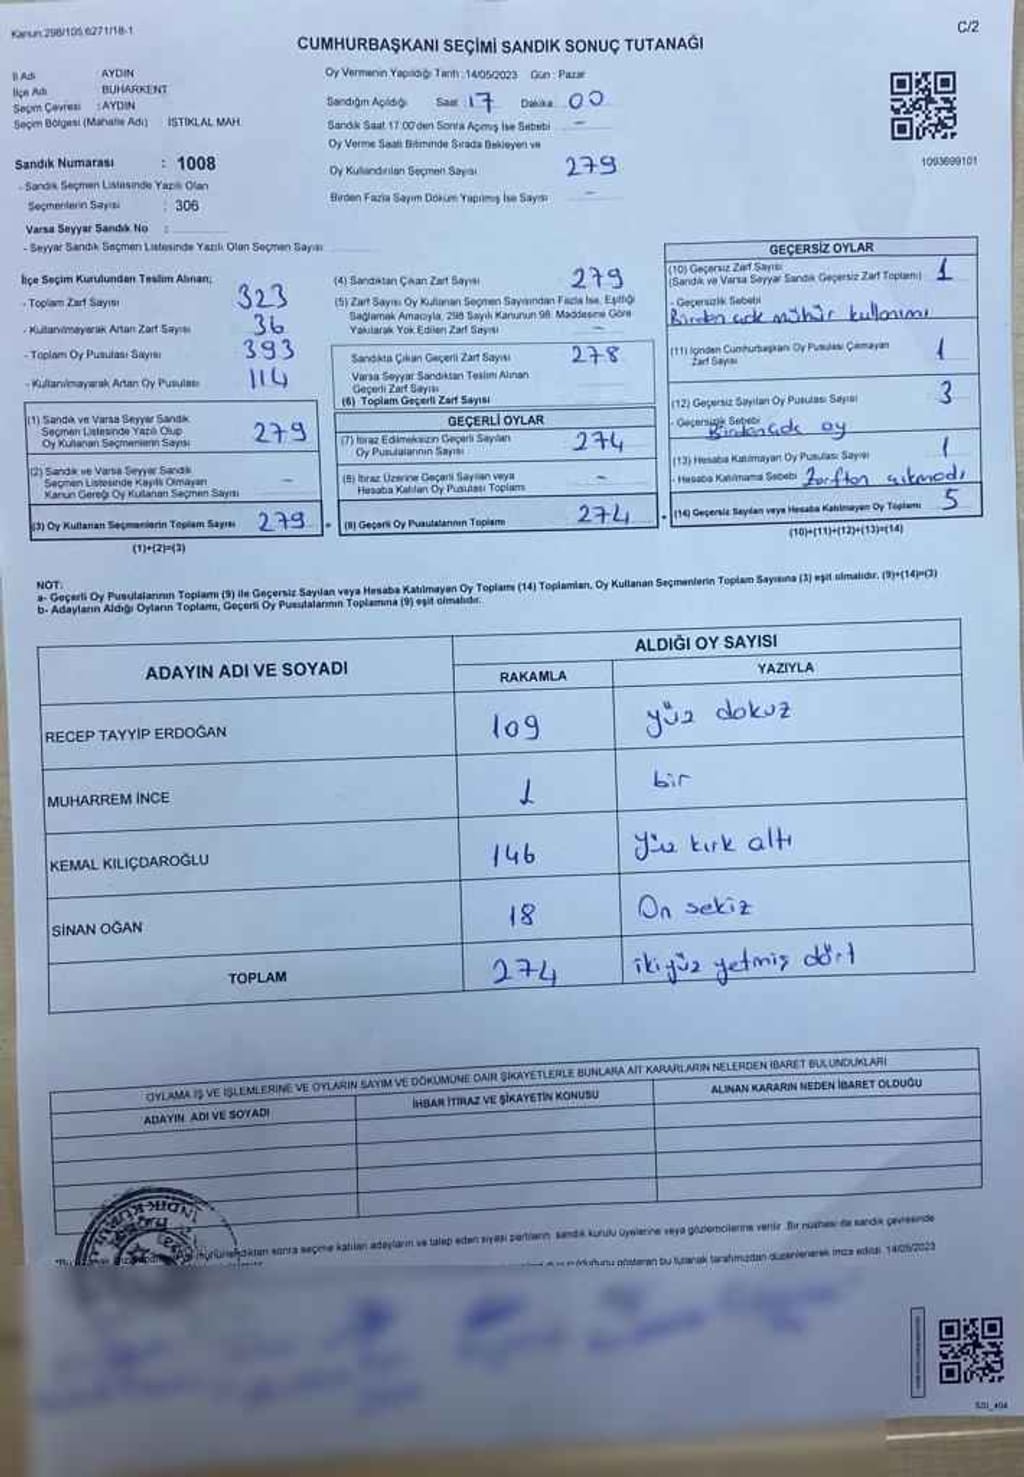 Kanun:298/105,6271/18-1
C/2
CUMHURBAŞKANI SEÇİMİ SANDIK SONUÇ TUTANAĞI
İl Adı AYDIN
İlçe Adı BUHARKENT
Seçim Çevresi : AYDIN
Seçim Bölgesi (Mahalle Adı) İSTİKLAL MAH.
Sandık Numarası : 1008
- Sandık Seçmen Listesinde Yazılı Olan
Seçmenlerin Sayısı : 306
Varsa Seyyar Sandık No :
- Seyyar Sandık Seçmen Listesinde Yazılı Olan Seçmen Sayısı
Oy Vermenin Yapıldığı Tarih :14/05/2023 Gün : Pazar
Sandığın Açıldığı Saat 17 Dakika 00
Sandık Saat 17:00'den Sonra Açımış İse Sebebi –
Oy Verme Saati Bitiminde Sırada Bekleyen ve
Oy Kullandırılan Seçmen Sayısı 279
Birden Fazla Sayım Döküm Yapılmış İse Sayısı –
1093699101
İlçe Seçim Kurulundan Teslim Alınan;
- Toplam Zarf Sayısı 323
- Kullanılmayarak Artan Zarf Sayısı 36
- Toplam Oy Pusulası Sayısı 393
- Kullanılmayarak Artan Oy Pusulası 114
(1) Sandık ve Varsa Seyyar Sandık
Seçmen Listesinde Yazılı Olup
Oy Kullanan Seçmenlerin Sayısı 279
(2) Sandık ve Varsa Seyyar Sandık
Seçmen Listesinde Kayıtlı Olmayan
Kanun Gereği Oy Kullanan Seçmen Sayısı –
(3) Oy Kullanan Seçmenlerin Toplam Sayısı 279
(1)+(2)=(3)
(4) Sandıktan Çıkan Zarf Sayısı 279
(5) Zarf Sayısı Oy Kullanan Seçmen Sayısından Fazla İse, Eşitliği
Sağlamak Amacıyla, 298 Sayılı Kanunun 98. Maddesine Göre
Yakılarak Yok Edilen Zarf Sayısı –
Sandıkta Çıkan Geçerli Zarf Sayısı 278
Varsa Seyyar Sandıktan Teslim Alınan
Geçerli Zarf Sayısı
(6) Toplam Geçerli Zarf Sayısı
GEÇERLİ OYLAR
(7) İtiraz Edilmeksizin Geçerli Sayılan
Oy Pusulalarının Sayısı 274
(8) İtiraz Üzerine Geçerli Sayılan veya
Hesaba Katılan Oy Pusulası Toplamı –
(9) Geçerli Oy Pusulalarının Toplamı 274
GEÇERSİZ OYLAR
(10) Geçersiz Zarf Sayısı
(Sandık ve Varsa Seyyar Sandık Geçersiz Zarf Toplamı) 1
- Geçersizlik Sebebi
Birden çok mühür kullanımı
(11) İçinden Cumhurbaşkanı Oy Pusulası Çıkmayan
Zarf Sayısı 1
(12) Geçersiz Sayılan Oy Pusulası Sayısı 3
- Geçersizlik Sebebi Birden çok oy
(13) Hesaba Katılmayan Oy Pusulası Sayısı 1
- Hesaba Katılmama Sebebi Zarftan çıkmadı
(14) Geçersiz Sayılan veya Hesaba Katılmayan Oy Toplamı 5
(10)+(11)+(12)+(13)=(14)
NOT:
a- Geçerli Oy Pusulalarının Toplamı (9) ile Geçersiz Sayılan veya Hesaba Katılmayan Oy Toplamı (14) Toplamları, Oy Kullanan Seçmenlerin Toplam Sayısına (3) eşit olmalıdır. (9)+(14)=(3)
b- Adayların Aldığı Oyların Toplamı, Geçerli Oy Pusulalarının Toplamına (9) eşit olmalıdır.
ADAYIN ADI VE SOYADI
ALDIĞI OY SAYISI
RAKAMLA YAZIYLA
RECEP TAYYİP ERDOĞAN 109 yüz dokuz
MUHARREM İNCE 1 bir
KEMAL KILIÇDAROĞLU 146 Yüz kırk altı
SİNAN OĞAN 18 On sekiz
TOPLAM 274 ikiyüz yetmiş dört
OYLAMA İŞ VE İŞLEMLERİNE VE OYLARIN SAYIM VE DÖKÜMÜNE DAİR ŞİKAYETLERLE BUNLARA AİT KARARLARIN NELERDEN İBARET BULUNDUKLARI
ADAYIN ADI VE SOYADI İHBAR İTİRAZ VE ŞİKAYETİN KONUSU ALINAN KARARIN NEDEN İBARET OLDUĞU
sonra seçime katılan adayların ve talep eden siyasi partilerin sandık kurulu üyelerine veya gözlemcilerine verilir. Bir nüshası da sandık çevresinde
gösteren bu tutanak tarafımızdan düzenlenerek imza edildi. 14/05/2023